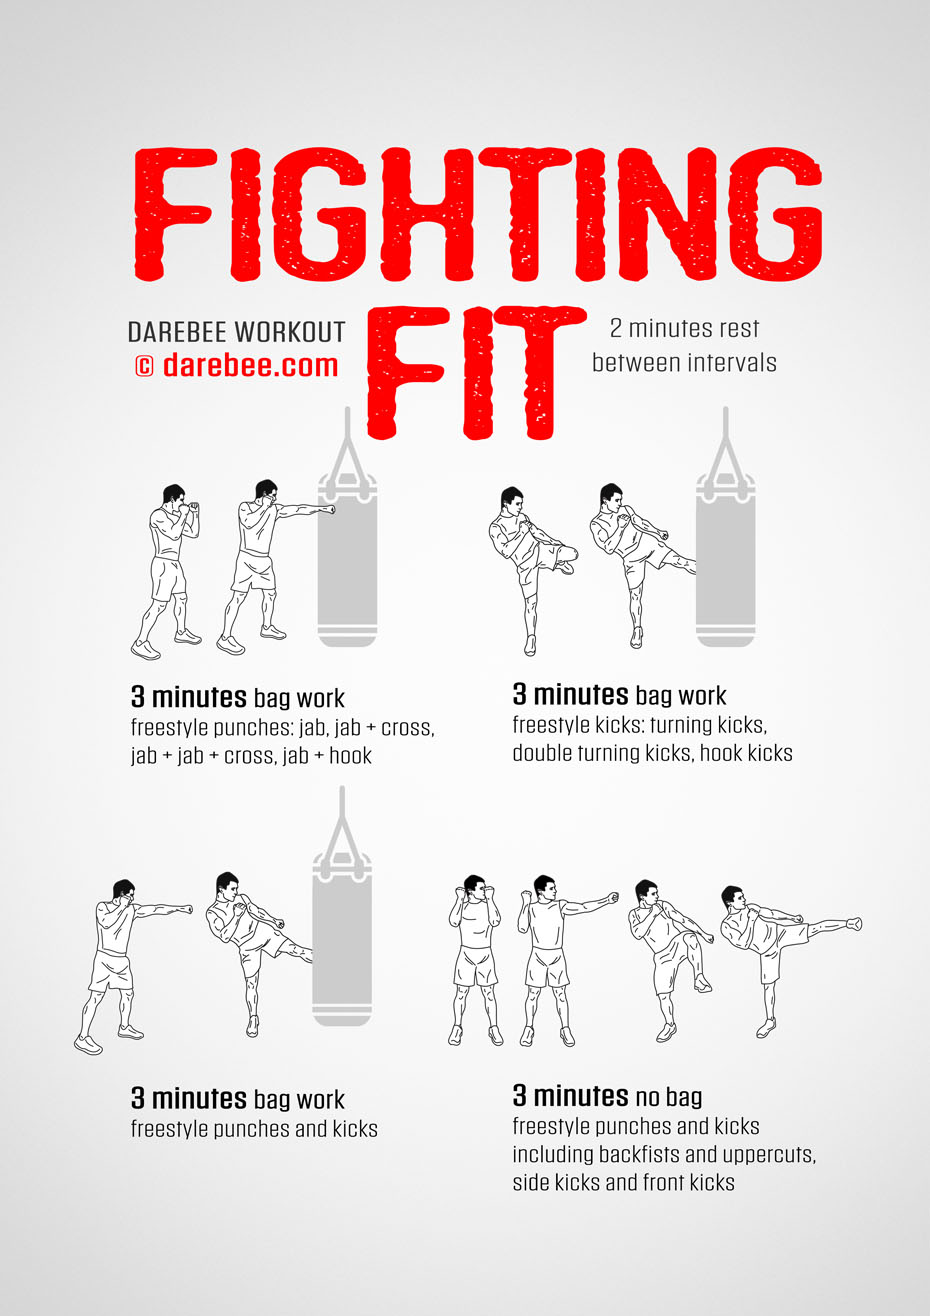 FIGHTING
FIT
DAREBEE WORKOUT
© darebee.com
2 minutes rest
between intervals
3 minutes bag work
freestyle punches: jab, jab + cross,
jab + jab + cross, jab + hook
3 minutes bag work
freestyle kicks: turning kicks,
double turning kicks, hook kicks
3 minutes bag work
freestyle punches and kicks
3 minutes no bag
freestyle punches and kicks
including backfists and uppercuts,
side kicks and front kicks